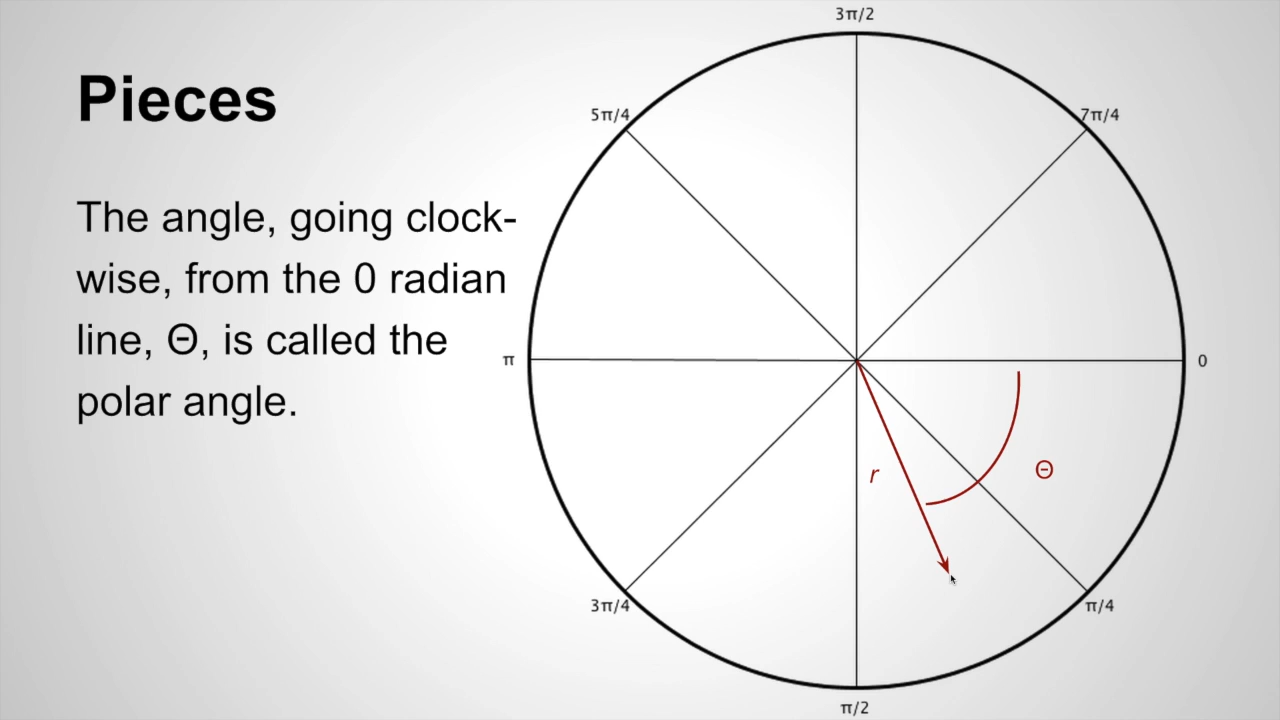 Pieces
The angle, going clock-
wise, from the 0 radian
line, Θ, is called the
polar angle.
3π/2
5π/4
7π/4
π
0
r
Θ
3π/4
π/4
π/2